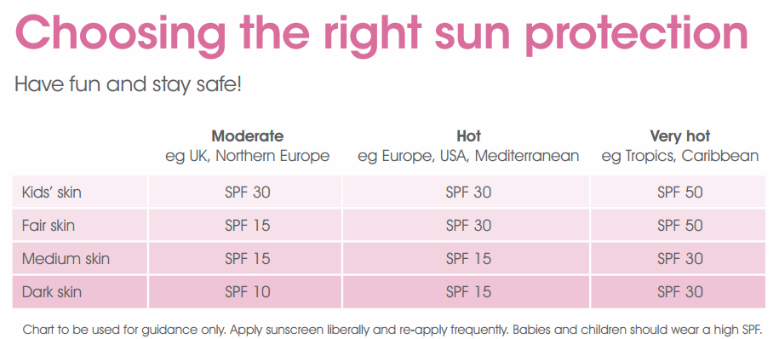 Choosing the right sun protection
Have fun and stay safe!
Moderate Hot Very hot
eg UK, Northern Europe eg Europe, USA, Mediterranean eg Tropics, Caribbean
Kids’ skin SPF 30 SPF 30 SPF 50
Fair skin SPF 15 SPF 30 SPF 50
Medium skin SPF 15 SPF 15 SPF 30
Dark skin SPF 10 SPF 15 SPF 30
Chart to be used for guidance only. Apply sunscreen liberally and re-apply frequently. Babies and children should wear a high SPF.